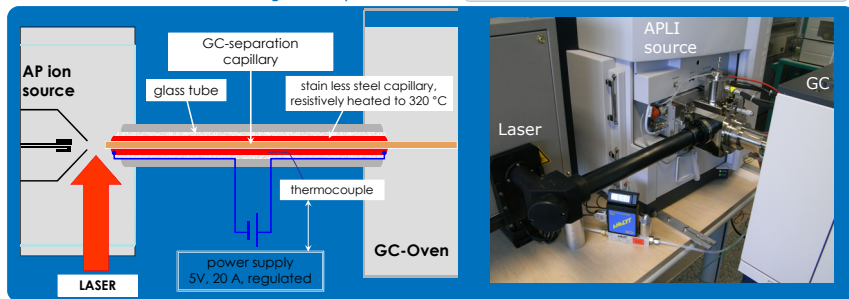 GC-separation
capillary
AP ion
source
glass tube
stain less steel capillary,
resistively heated to 320 °C
thermocouple
power supply
5V, 20 A, regulated
GC-Oven
LASER
APLI
source
GC
Laser